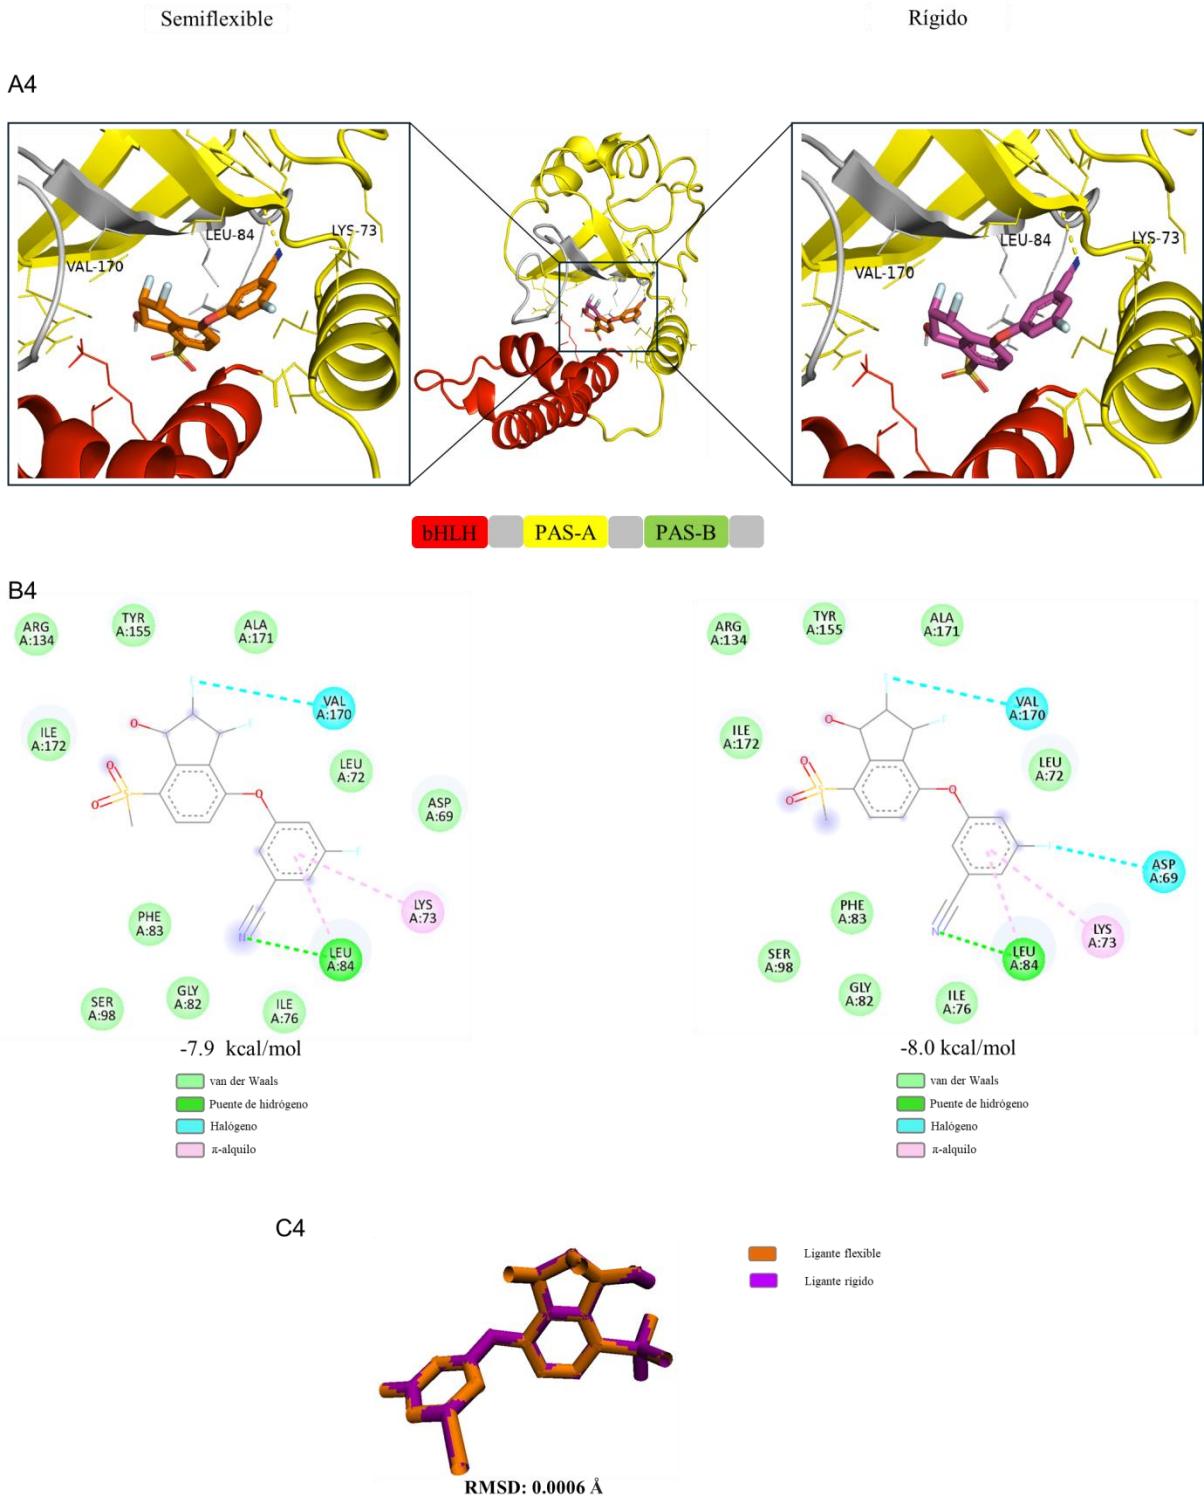 Semiflexible
Rígido
A4
LEU-84
LYS-73
VAL-170
LEU-84
LYS-73
VAL-170
bHLH
PAS-A
PAS-B
B4
ARG
A:134
TYR
A:155
ALA
A:171
VAL
A:170
ILE
A:172
LEU
A:72
ASP
A:69
O
O
S
O
O
LYS
A:73
PHE
A:83
N
LEU
A:84
SER
A:98
GLY
A:82
ILE
A:76
-7.9 kcal/mol
van der Waals
Puente de hidrógeno
Halógeno
π-alquilo
ARG
A:134
TYR
A:155
ALA
A:171
VAL
A:170
ILE
A:172
LEU
A:72
O
O
S
O
O
ASP
A:69
PHE
A:83
N
LYS
A:73
LEU
A:84
SER
A:98
GLY
A:82
ILE
A:76
-8.0 kcal/mol
van der Waals
Puente de hidrógeno
Halógeno
π-alquilo
C4
Ligante flexible
Ligante rígido
RMSD: 0.0006 Å